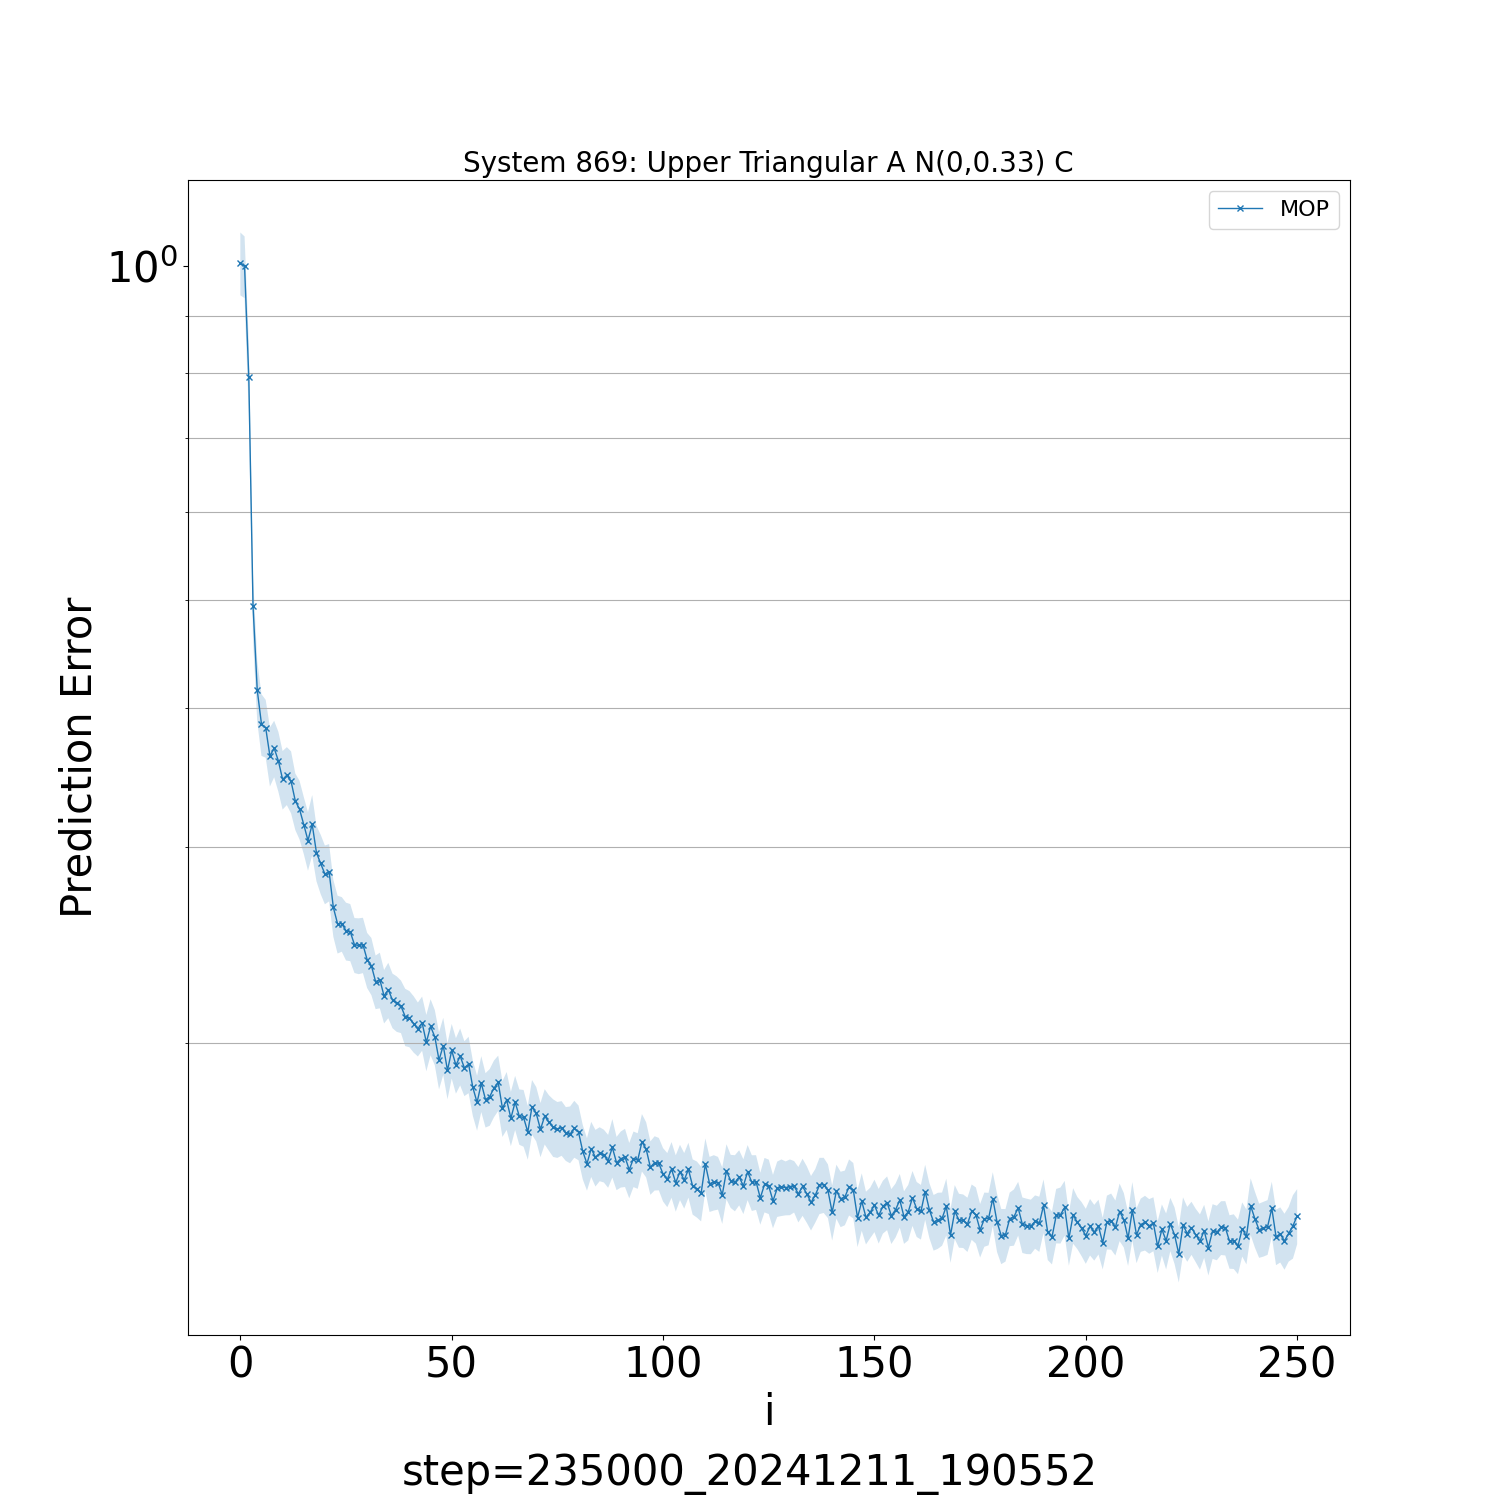 System 869: Upper Triangular A N(0,0.33) C
MOP
10⁰
Prediction Error
0 50 100 150 200 250
i
step=235000_20241211_190552